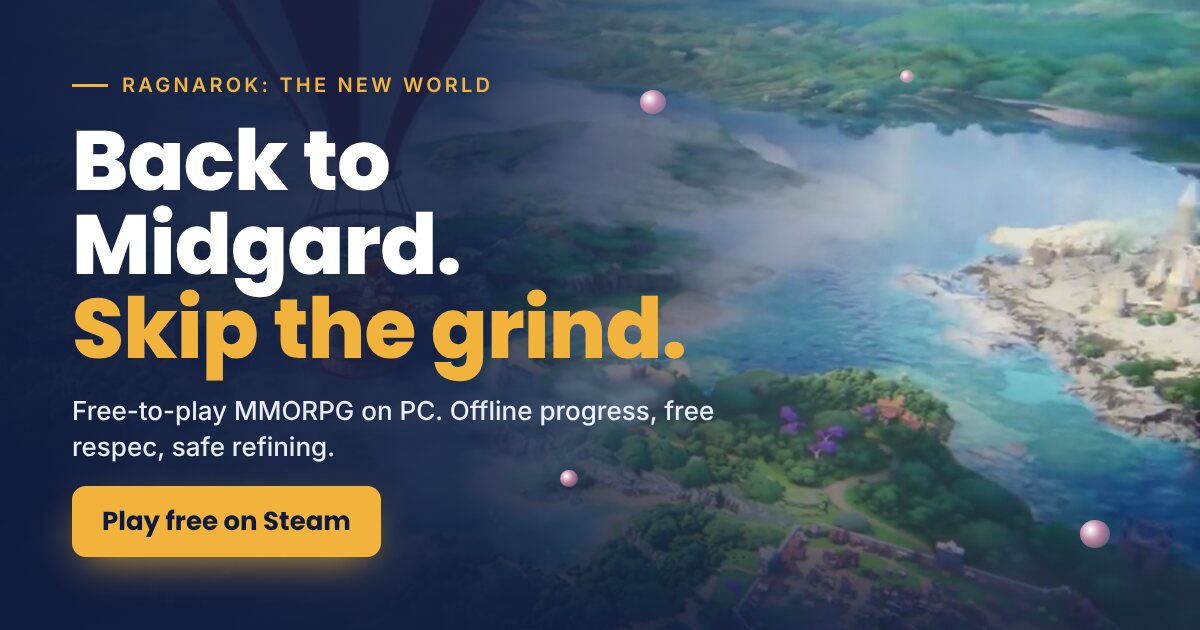 RAGNAROK: THE NEW WORLD
Back to
Midgard.
Skip the grind.
Free-to-play MMORPG on PC. Offline progress, free
respec, safe refining.
Play free on Steam